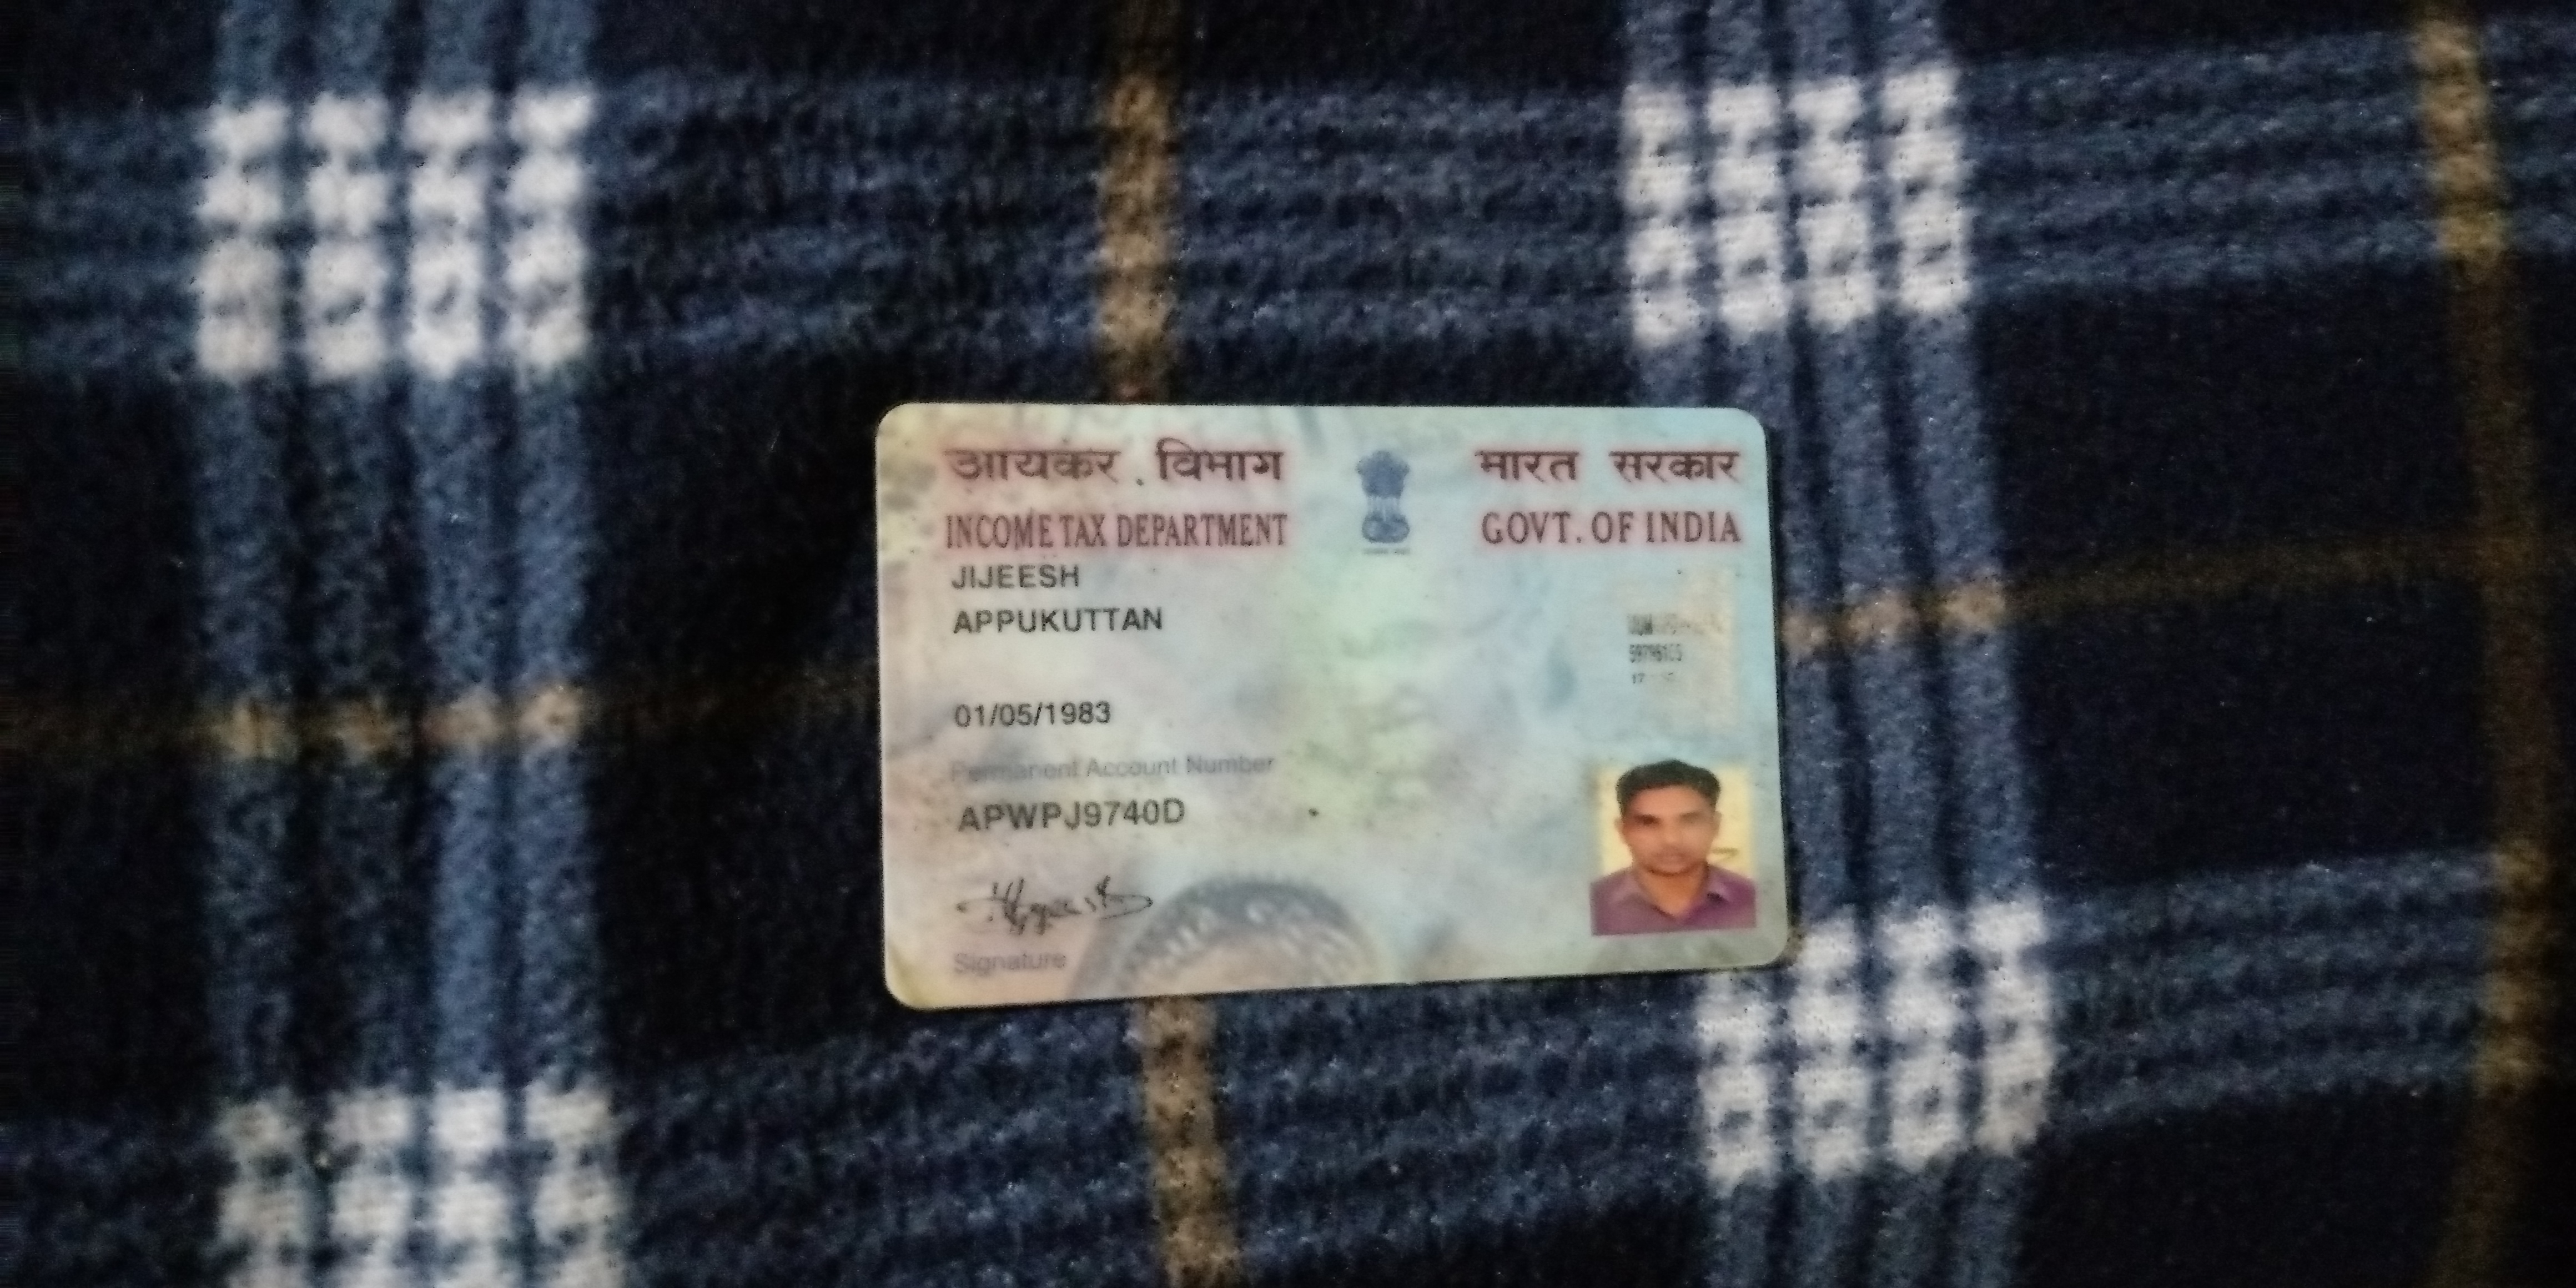 आयकर विभाग
INCOME TAX DEPARTMENT
भारत सरकार
GOVT. OF INDIA
JIJEESH
APPUKUTTAN
01/05/1983
Permanent Account Number
APWPJ9740D
Signature